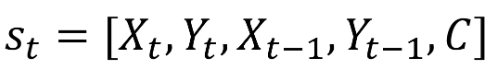 s_t = [X_t, Y_t, X_{t-1}, Y_{t-1}, C]